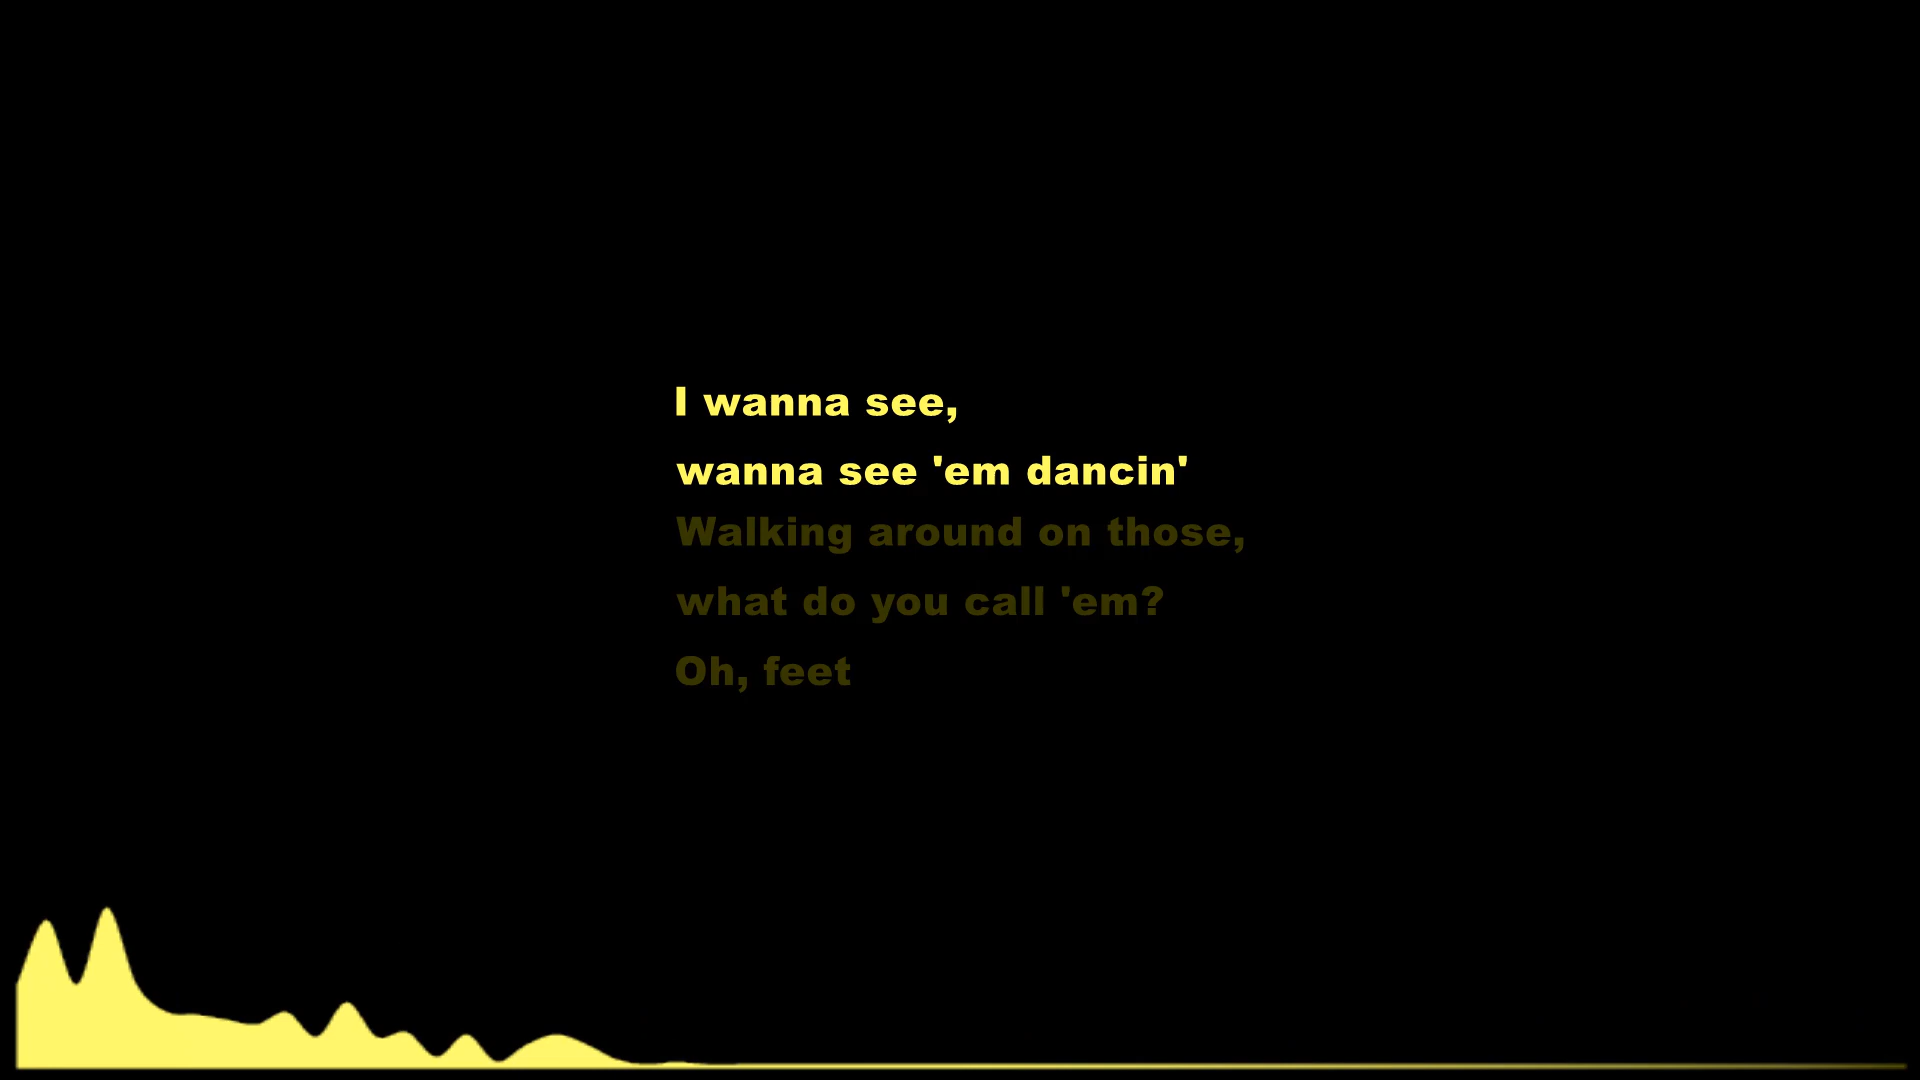 I wanna see,
wanna see 'em dancin'
Walking around on those,
what do you call 'em?
Oh, feet